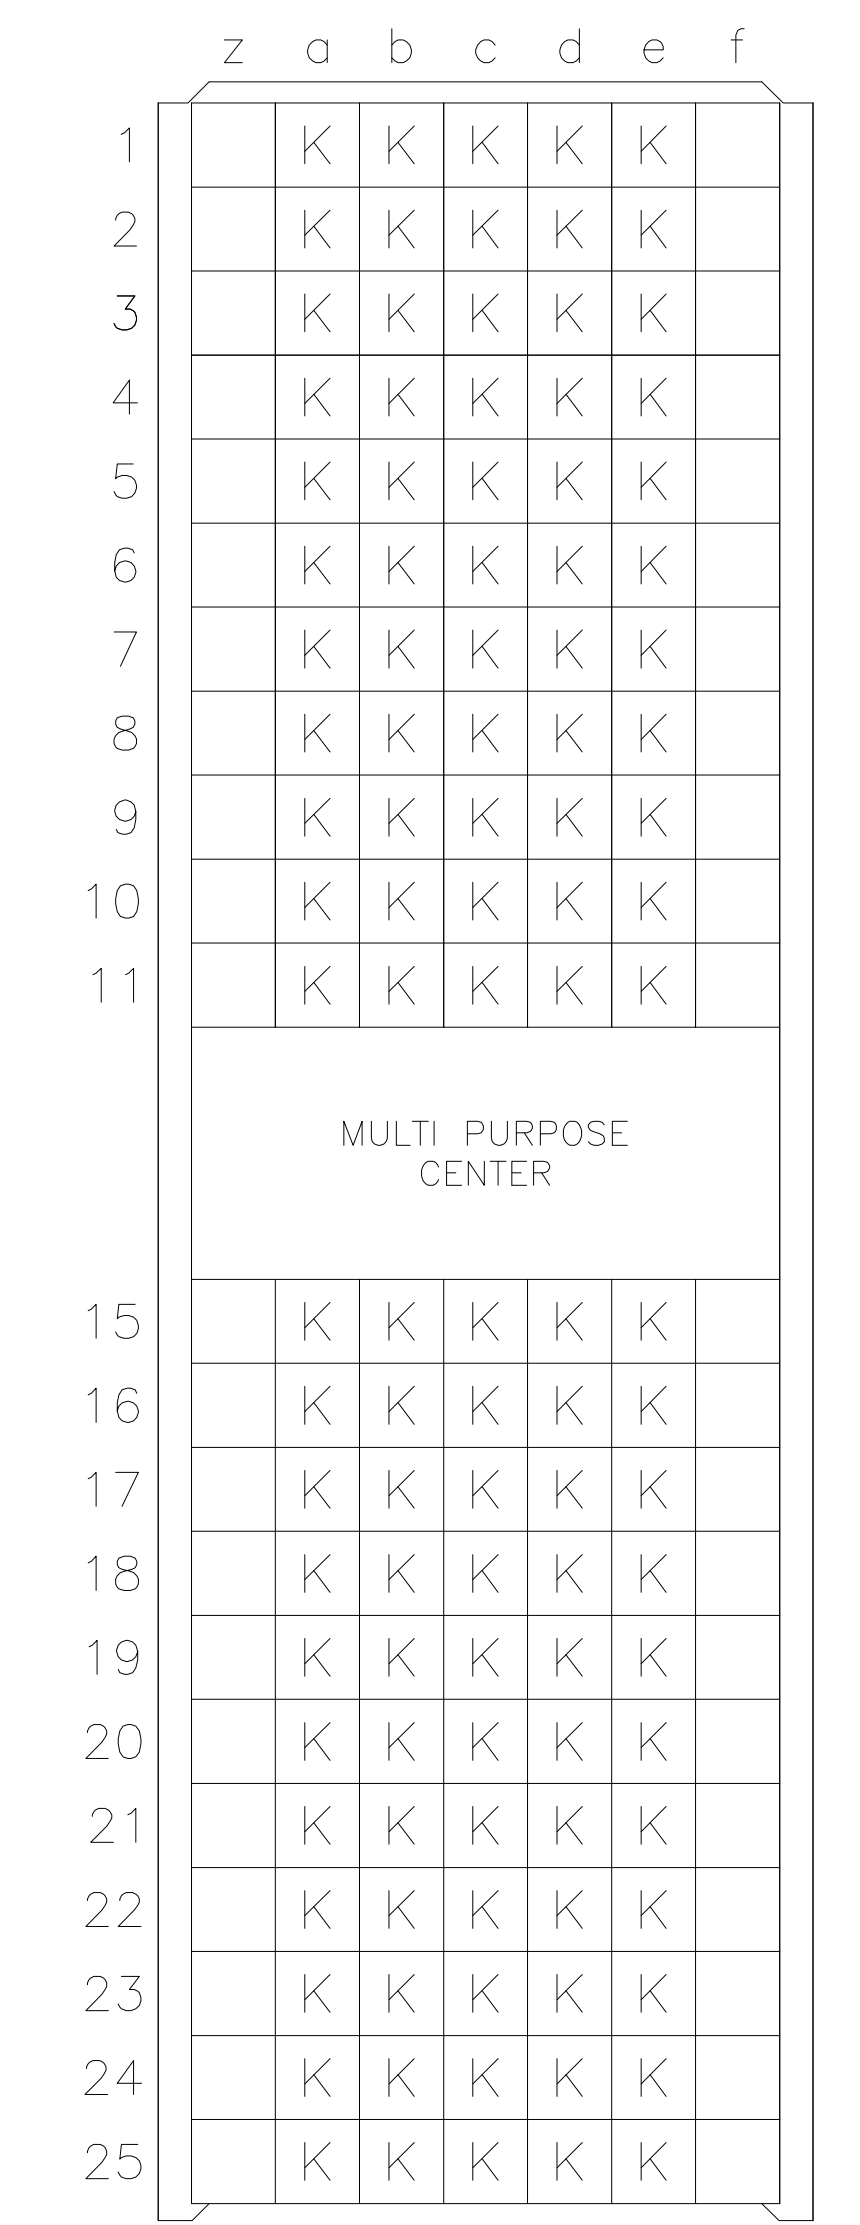 z a b c d e f
1 K K K K K
2 K K K K K
3 K K K K K
4 K K K K K
5 K K K K K
6 K K K K K
7 K K K K K
8 K K K K K
9 K K K K K
10 K K K K K
11 K K K K K
MULTI PURPOSE
CENTER
15 K K K K K
16 K K K K K
17 K K K K K
18 K K K K K
19 K K K K K
20 K K K K K
21 K K K K K
22 K K K K K
23 K K K K K
24 K K K K K
25 K K K K K